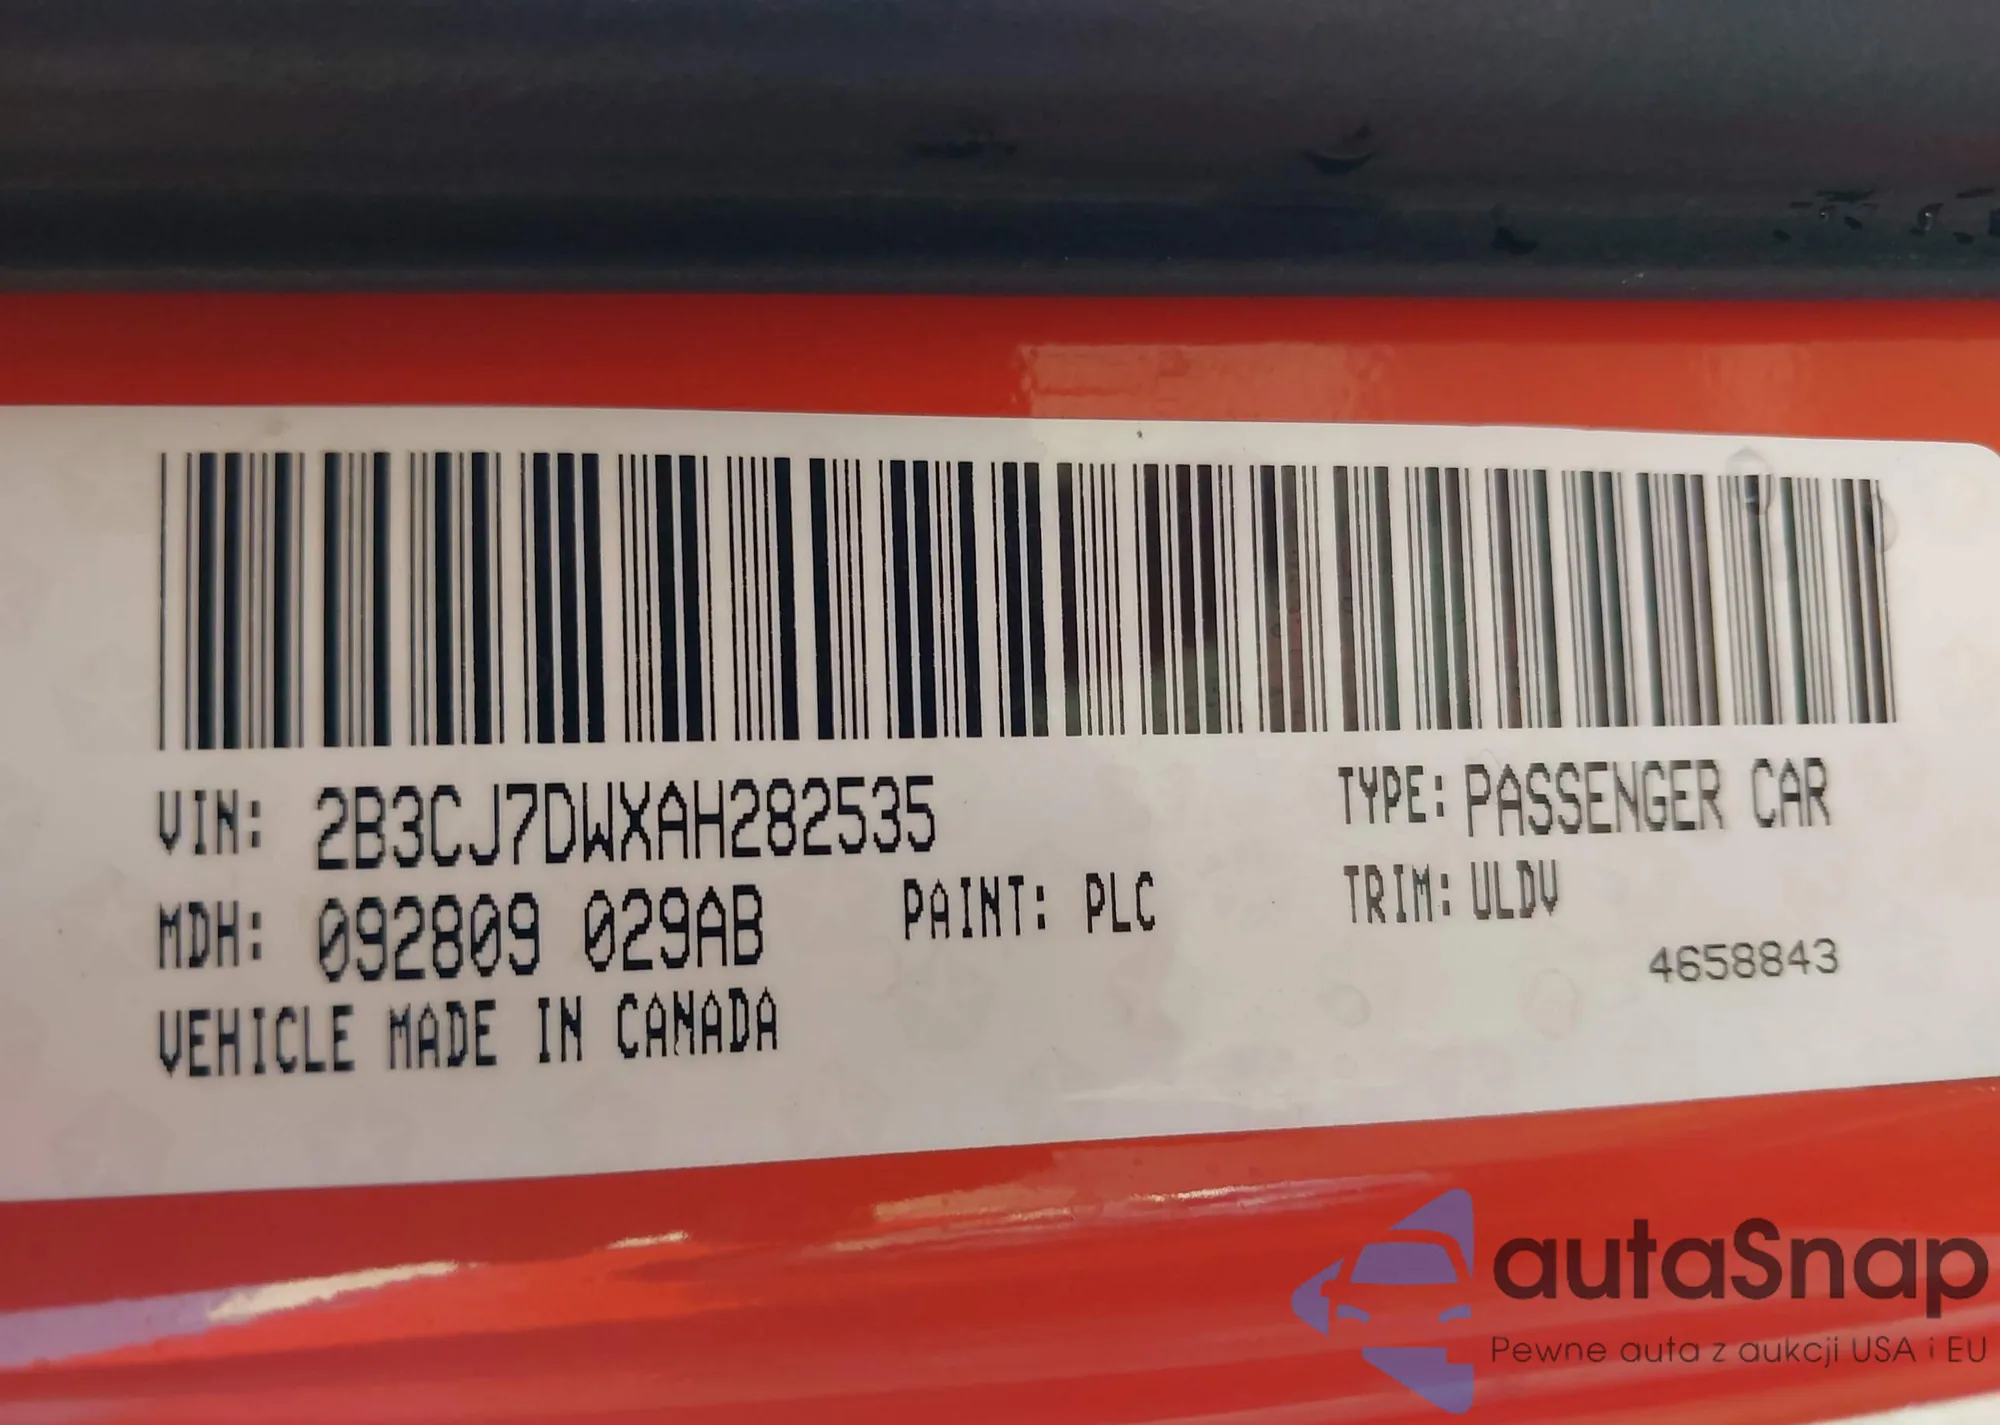 VIN: 2B3CJ7DWXAH282535 TYPE: PASSENGER CAR
MDH: 092809 029AB PAINT: PLC TRIM: ULDV
4658843
VEHICLE MADE IN CANADA
autaSnap
Pewne auta z aukcji USA i EU